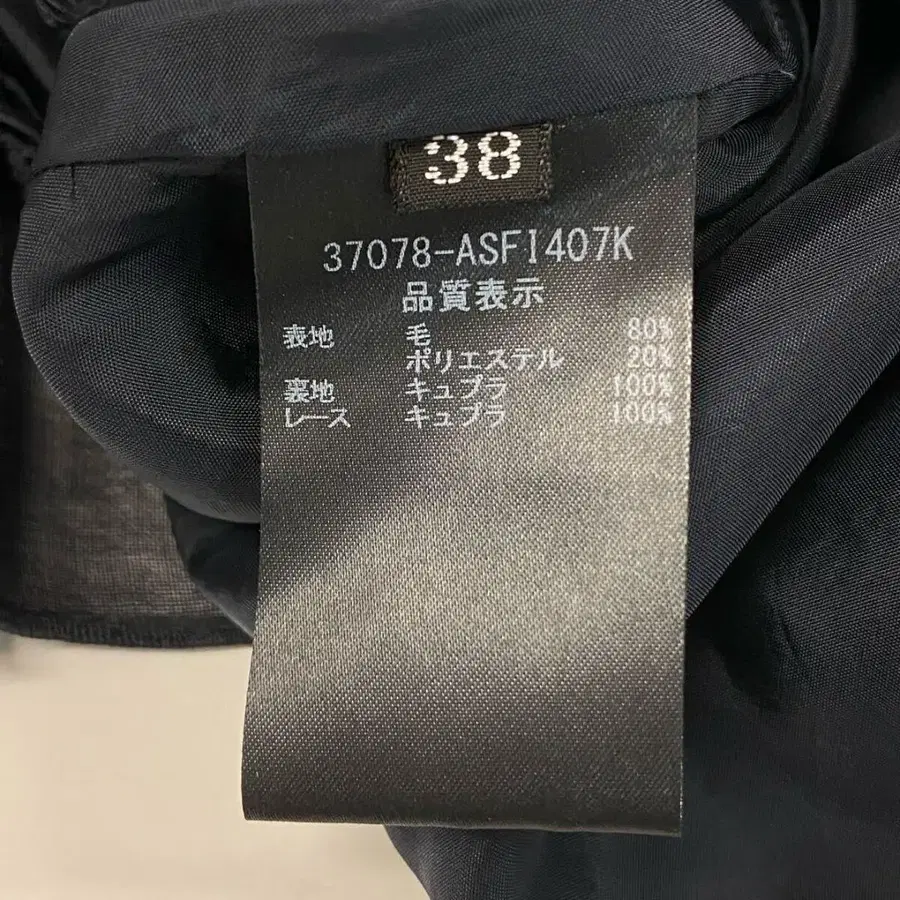 38
37078-ASFI407K
品質表示
表地 毛 80%
ポリエステル 20%
裏地 キュプラ 100%
レース キュプラ 100%